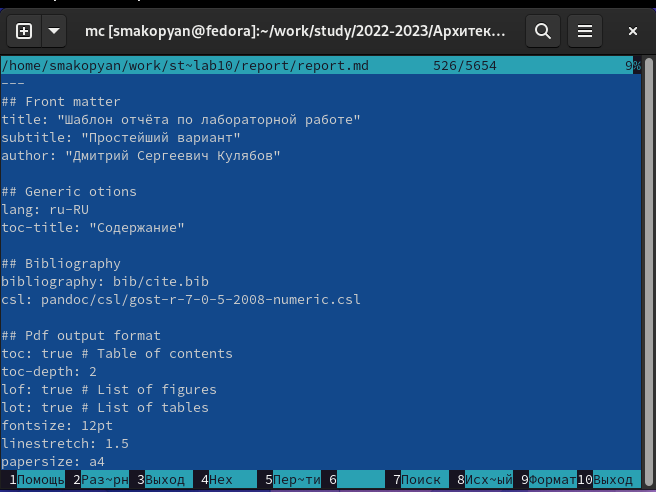 mc [smakopyan@fedora]:~/work/study/2022-2023/Архитек...
/home/smakopyan/work/st~lab10/report/report.md 526/5654 9%
---
## Front matter
title: "Шаблон отчёта по лабораторной работе"
subtitle: "Простейший вариант"
author: "Дмитрий Сергеевич Кулябов"
## Generic otions
lang: ru-RU
toc-title: "Содержание"
## Bibliography
bibliography: bib/cite.bib
csl: pandoc/csl/gost-r-7-0-5-2008-numeric.csl
## Pdf output format
toc: true # Table of contents
toc-depth: 2
lof: true # List of figures
lot: true # List of tables
fontsize: 12pt
linestretch: 1.5
papersize: a4
1Помощь 2Раз~рн 3Выход 4Hex 5Пер~ти 6 7Поиск 8Исх~ый 9Формат 10Выход